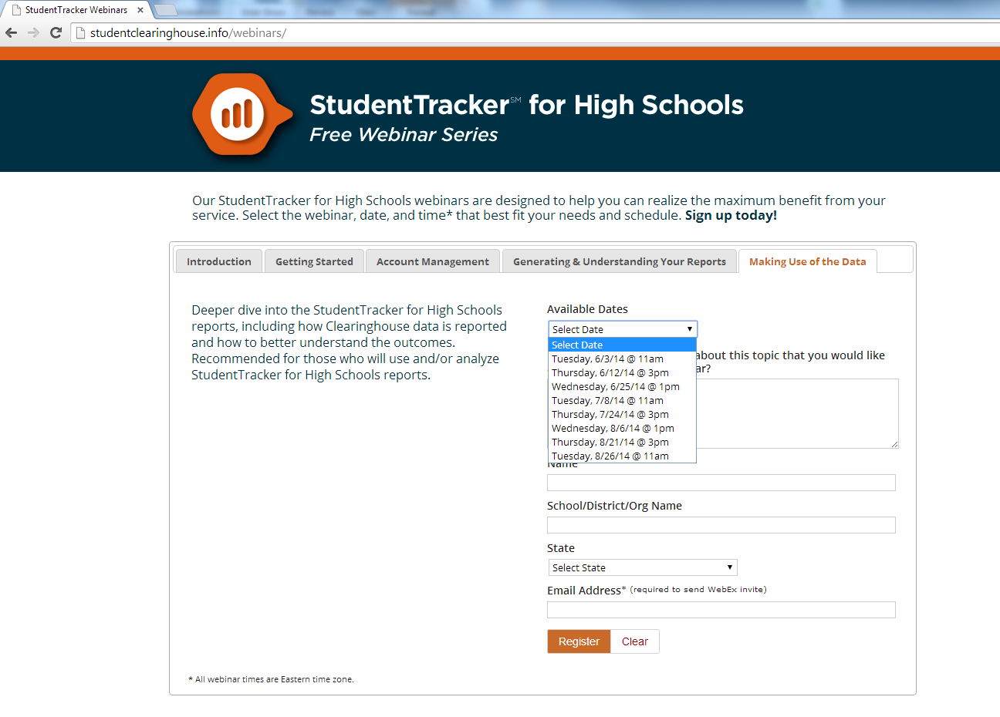 StudentTracker Webinars
studentclearinghouse.info/webinars/
StudentTracker℠ for High Schools
Free Webinar Series
Our StudentTracker for High Schools webinars are designed to help you can realize the maximum benefit from your
service. Select the webinar, date, and time* that best fit your needs and schedule. Sign up today!
Introduction
Getting Started
Account Management
Generating & Understanding Your Reports
Making Use of the Data
Deeper dive into the StudentTracker for High Schools
reports, including how Clearinghouse data is reported
and how to better understand the outcomes.
Recommended for those who will use and/or analyze
StudentTracker for High Schools reports.
Available Dates
Select Date
Select Date
Tuesday, 6/3/14 @ 11am
Thursday, 6/12/14 @ 3pm
Wednesday, 6/25/14 @ 1pm
Tuesday, 7/8/14 @ 11am
Thursday, 7/24/14 @ 3pm
Wednesday, 8/6/14 @ 1pm
Thursday, 8/21/14 @ 3pm
Tuesday, 8/26/14 @ 11am
about this topic that you would like
ar?
Name
School/District/Org Name
State
Select State
Email Address* (required to send WebEx invite)
Register
Clear
* All webinar times are Eastern time zone.